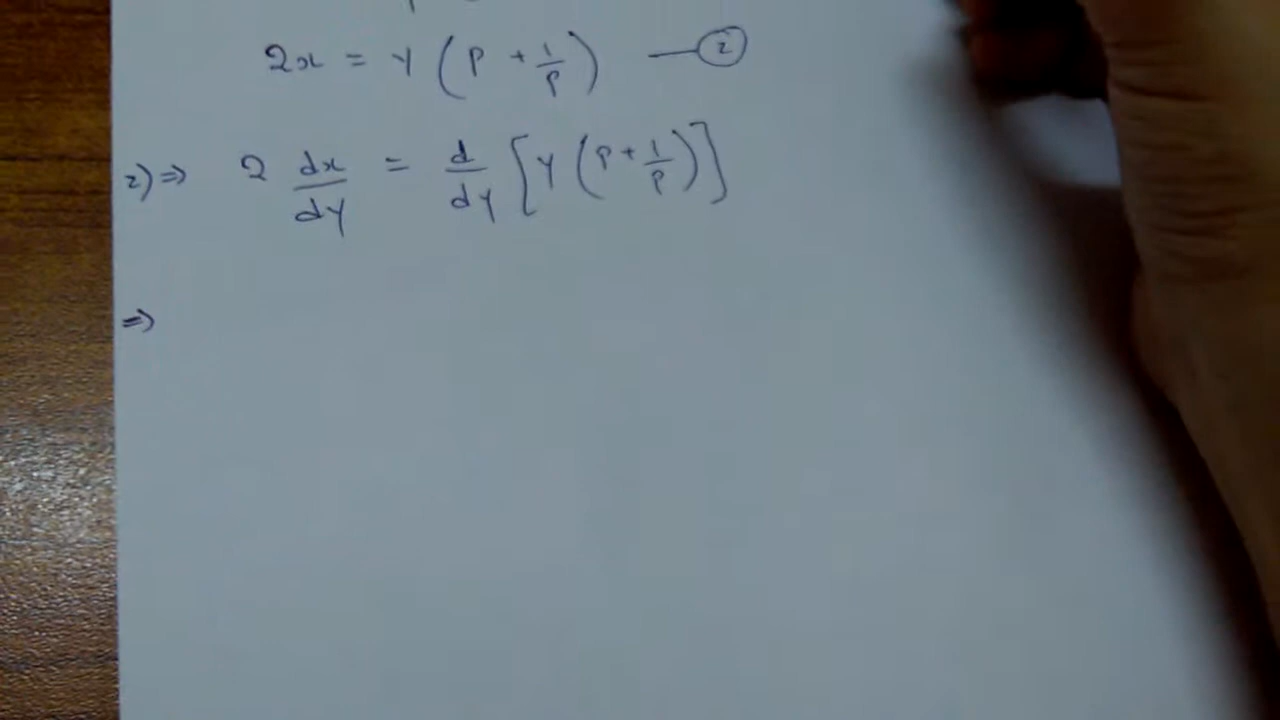 2x = y (p + 1/p) — 2
2) ⇒ 2 dx/dy = d/dy [y (p + 1/p)]
⇒